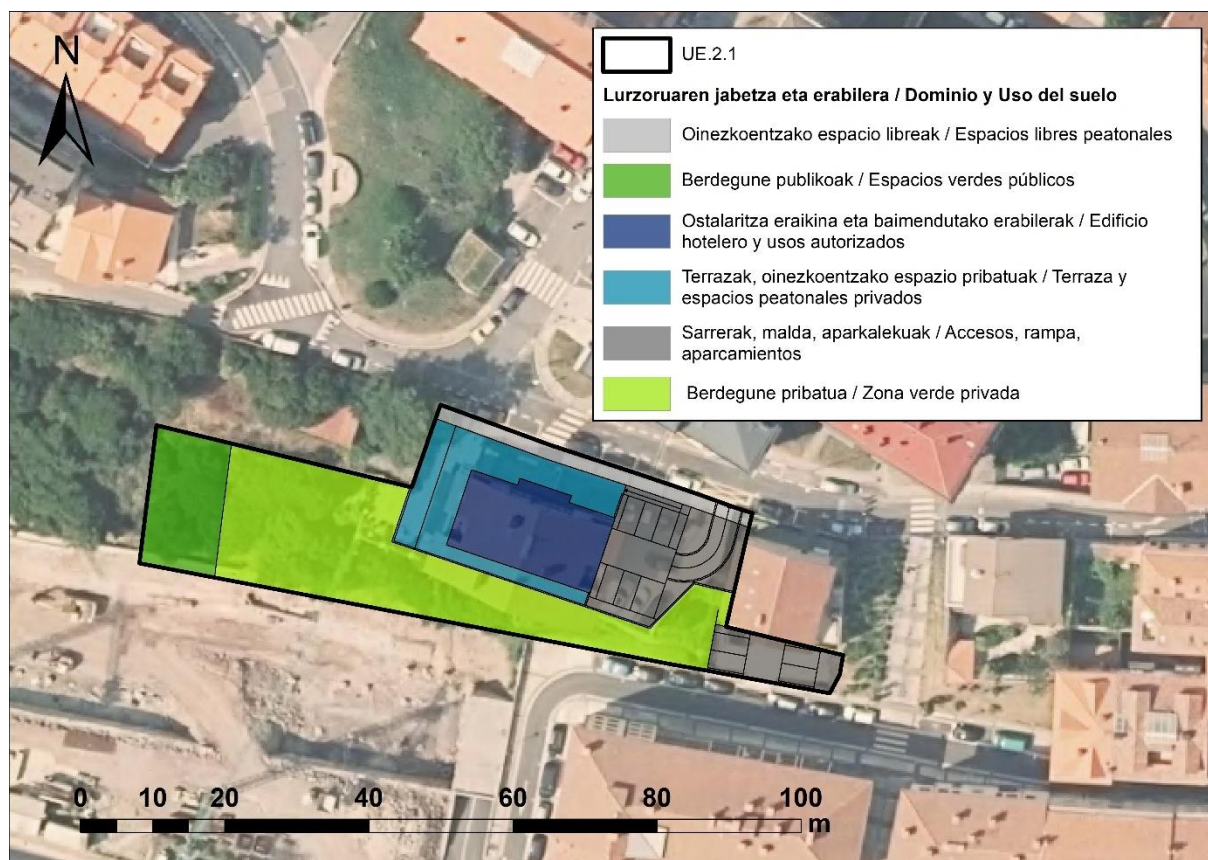 N
UE.2.1
Lurzoruaren jabetza eta erabilera / Dominio y Uso del suelo
Oinezkoentzako espacio libreak / Espacios libres peatonales
Berdegune publikoak / Espacios verdes públicos
Ostalaritza eraikina eta baimendutako erabilerak / Edificio
hotelero y usos autorizados
Terrazak, oinezkoentzako espazio pribatuak / Terraza y
espacios peatonales privados
Sarrerak, malda, aparkalekuak / Accesos, rampa,
aparcamientos
Berdegune pribatua / Zona verde privada
0 10 20 40 60 80 100
m